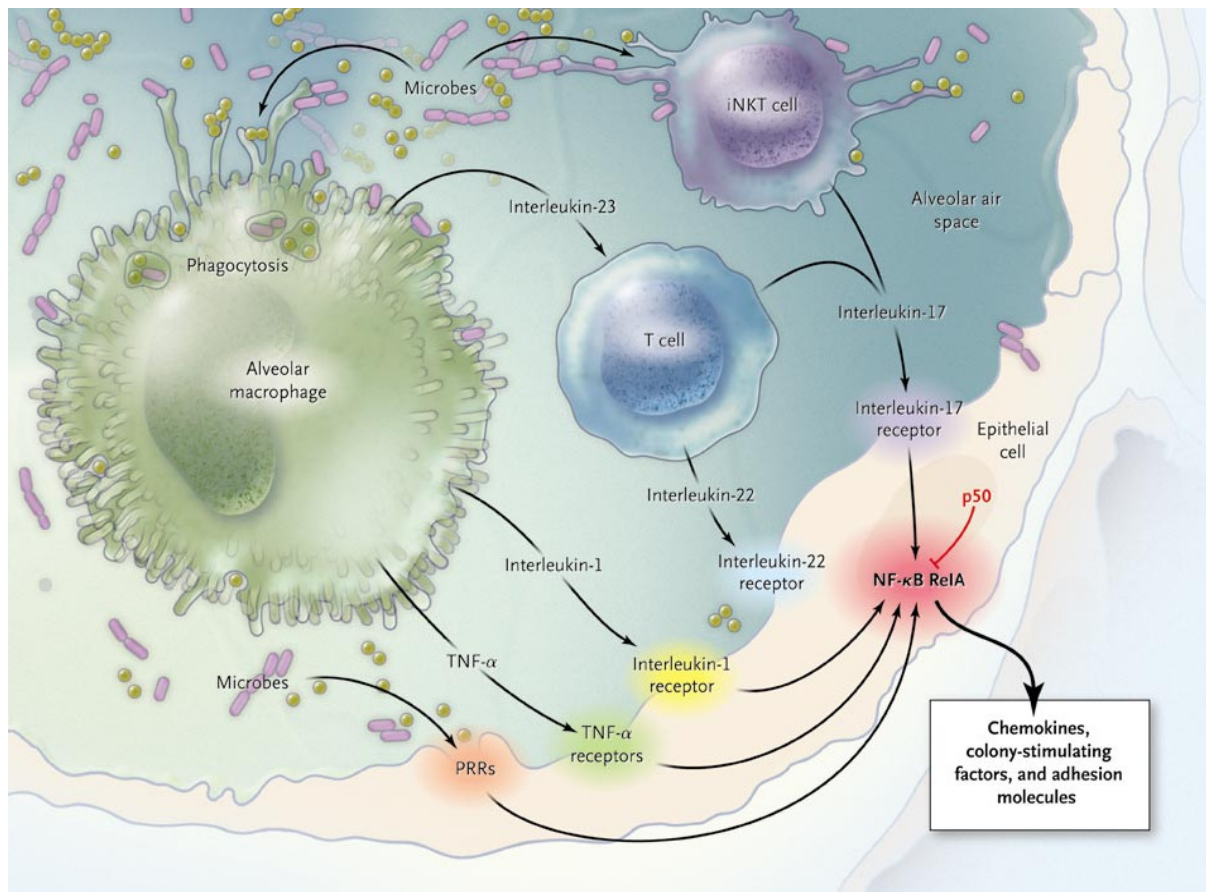 Microbes
iNKT cell
Interleukin-23
Alveolar air
space
Phagocytosis
Interleukin-17
T cell
Alveolar
macrophage
Interleukin-17
receptor
Epithelial
cell
Interleukin-22
p50
Interleukin-1
Interleukin-22
receptor
NF-κB RelA
TNF-α
Interleukin-1
receptor
Microbes
TNF-α
receptors
PRRs
Chemokines,
colony-stimulating
factors, and adhesion
molecules